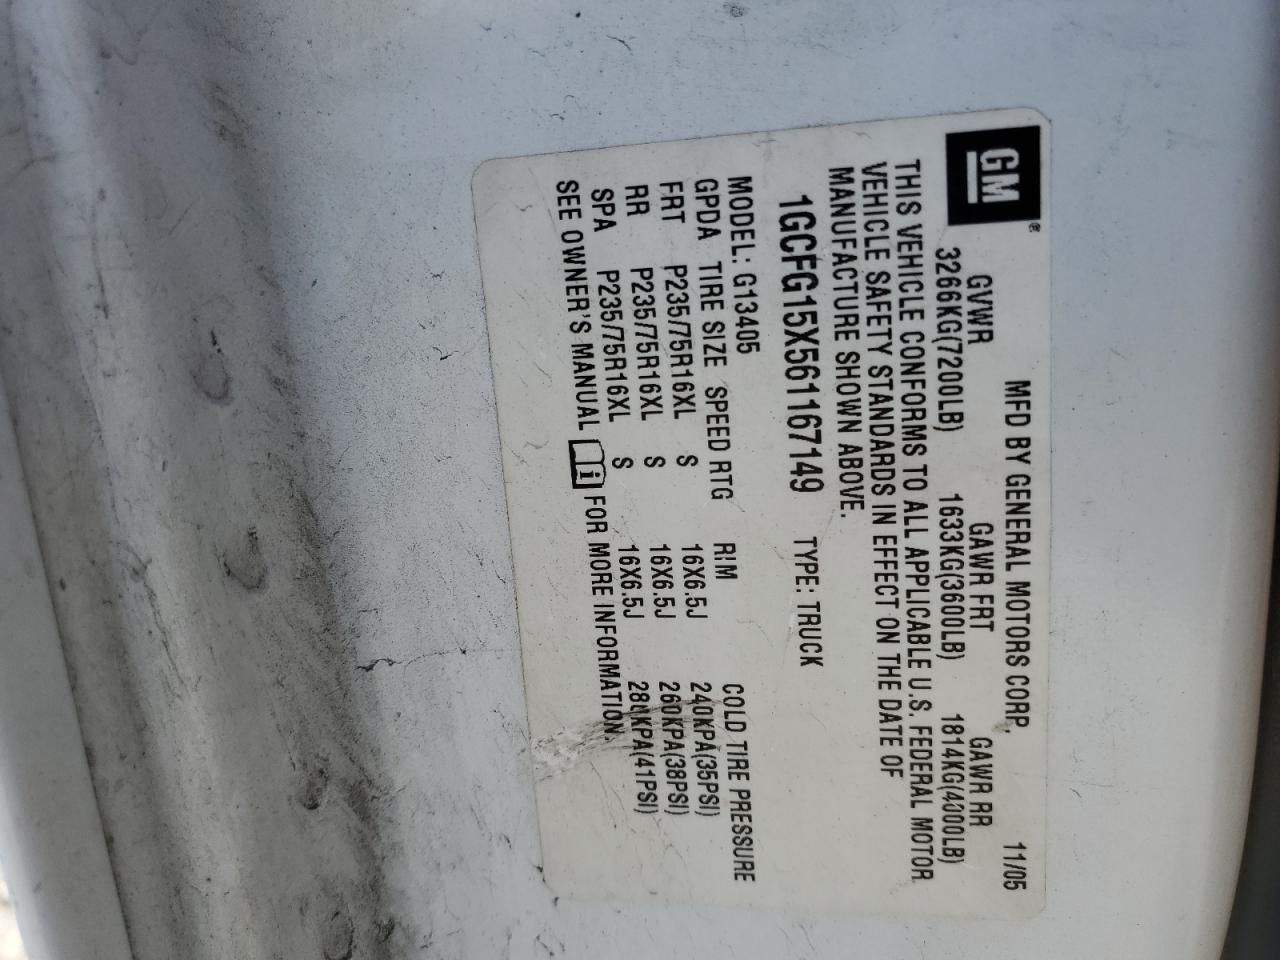 GM®
MFD BY GENERAL MOTORS CORP. 11/05
GVWR GAWR FRT GAWR RR
3266KG(7200LB) 1633KG(3600LB) 1814KG(4000LB)
THIS VEHICLE CONFORMS TO ALL APPLICABLE U.S. FEDERAL MOTOR
VEHICLE SAFETY STANDARDS IN EFFECT ON THE DATE OF
MANUFACTURE SHOWN ABOVE.
1GCFG15X561167149 TYPE: TRUCK
MODEL: G13405
GPDA TIRE SIZE SPEED RTG RIM COLD TIRE PRESSURE
FRT P235/75R16XL S 16X6.5J 240KPA(35PSI)
RR P235/75R16XL S 16X6.5J 260KPA(38PSI)
SPA P235/75R16XL S 16X6.5J 280KPA(41PSI)
SEE OWNER'S MANUAL i FOR MORE INFORMATION.